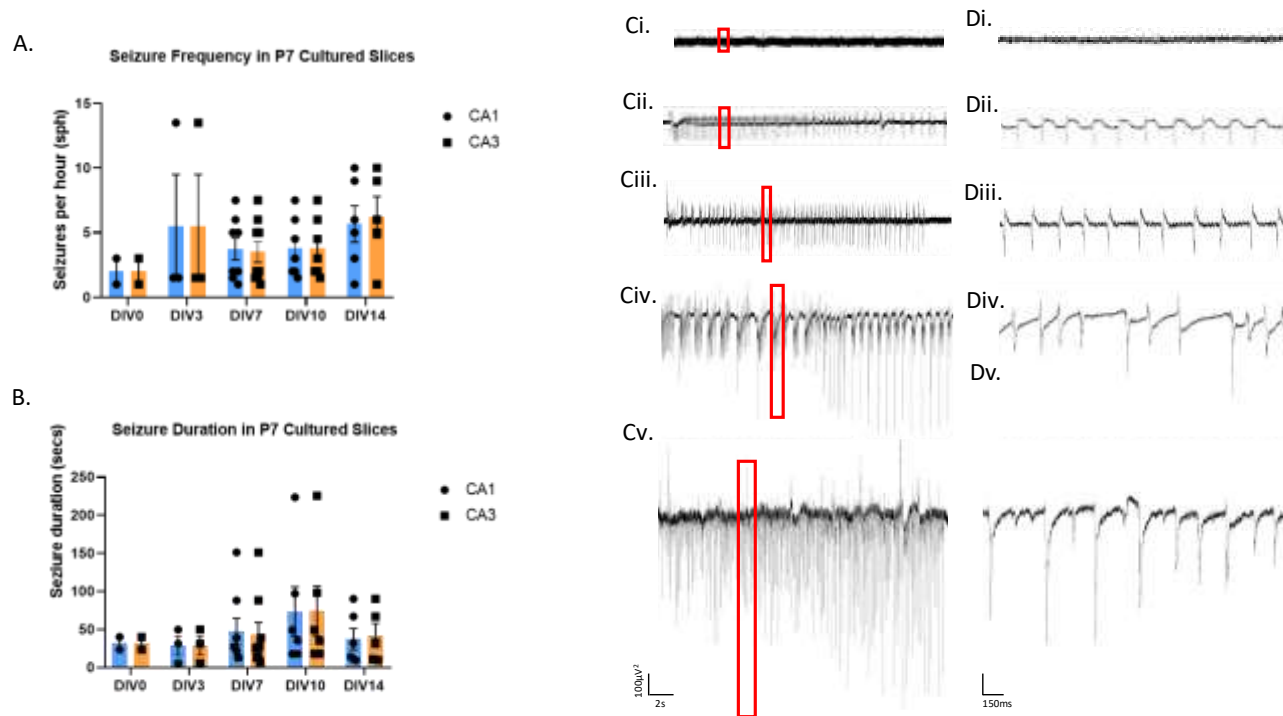 A.
Seizure Frequency in P7 Cultured Slices
Seizures per hour (sph)
15
10
5
0
DIV0 DIV3 DIV7 DIV10 DIV14
CA1
CA3
B.
Seizure Duration in P7 Cultured Slices
Seziure duration (secs)
250
200
150
100
50
0
DIV0 DIV3 DIV7 DIV10 DIV14
CA1
CA3
Ci.
Di.
Cii.
Dii.
Ciii.
Diii.
Civ.
Div.
Dv.
Cv.
100µV²
2s
150ms